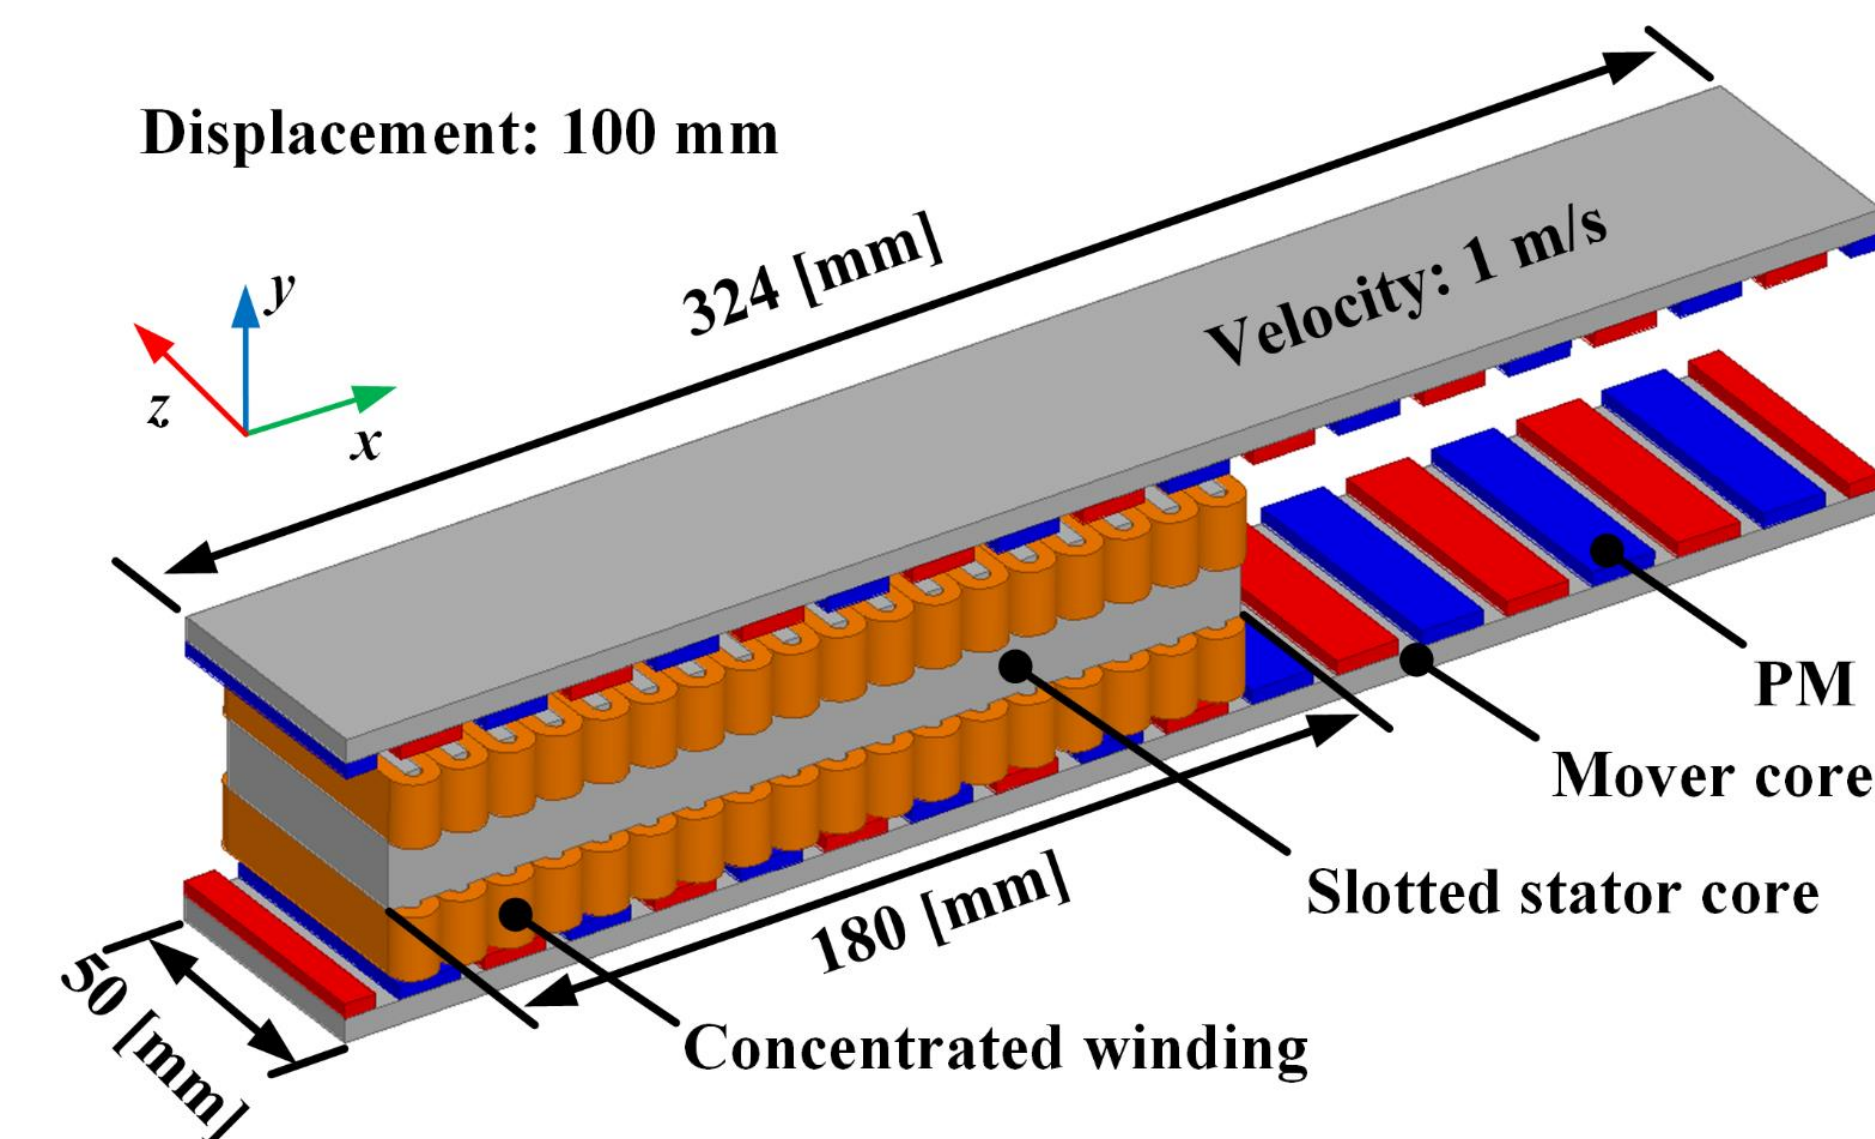 Displacement: 100 mm
324 [mm]
Velocity: 1 m/s
y
z
x
PM
Mover core
Slotted stator core
180 [mm]
50 [mm]
Concentrated winding